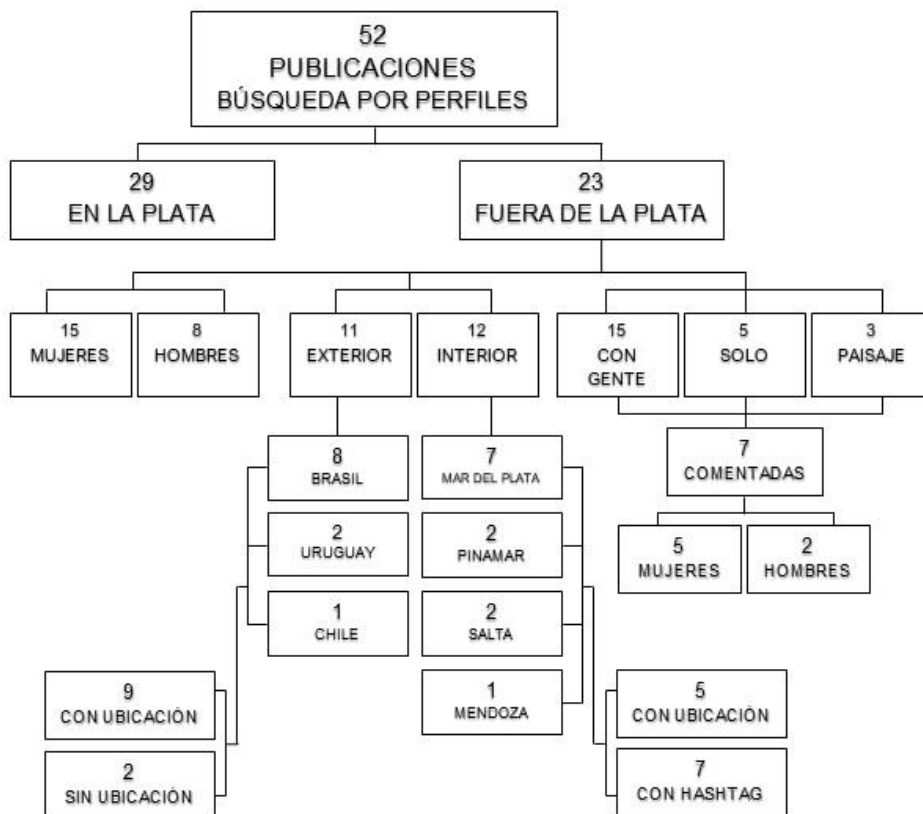 52
PUBLICACIONES
BÚSQUEDA POR PERFILES
29
EN LA PLATA
23
FUERA DE LA PLATA
15
MUJERES
8
HOMBRES
11
EXTERIOR
12
INTERIOR
15
CON
GENTE
5
SOLO
3
PAISAJE
8
BRASIL
2
URUGUAY
1
CHILE
7
MAR DEL PLATA
2
PINAMAR
2
SALTA
1
MENDOZA
7
COMENTADAS
5
MUJERES
2
HOMBRES
9
CON UBICACIÓN
2
SIN UBICACIÓN
5
CON UBICACIÓN
7
CON HASHTAG